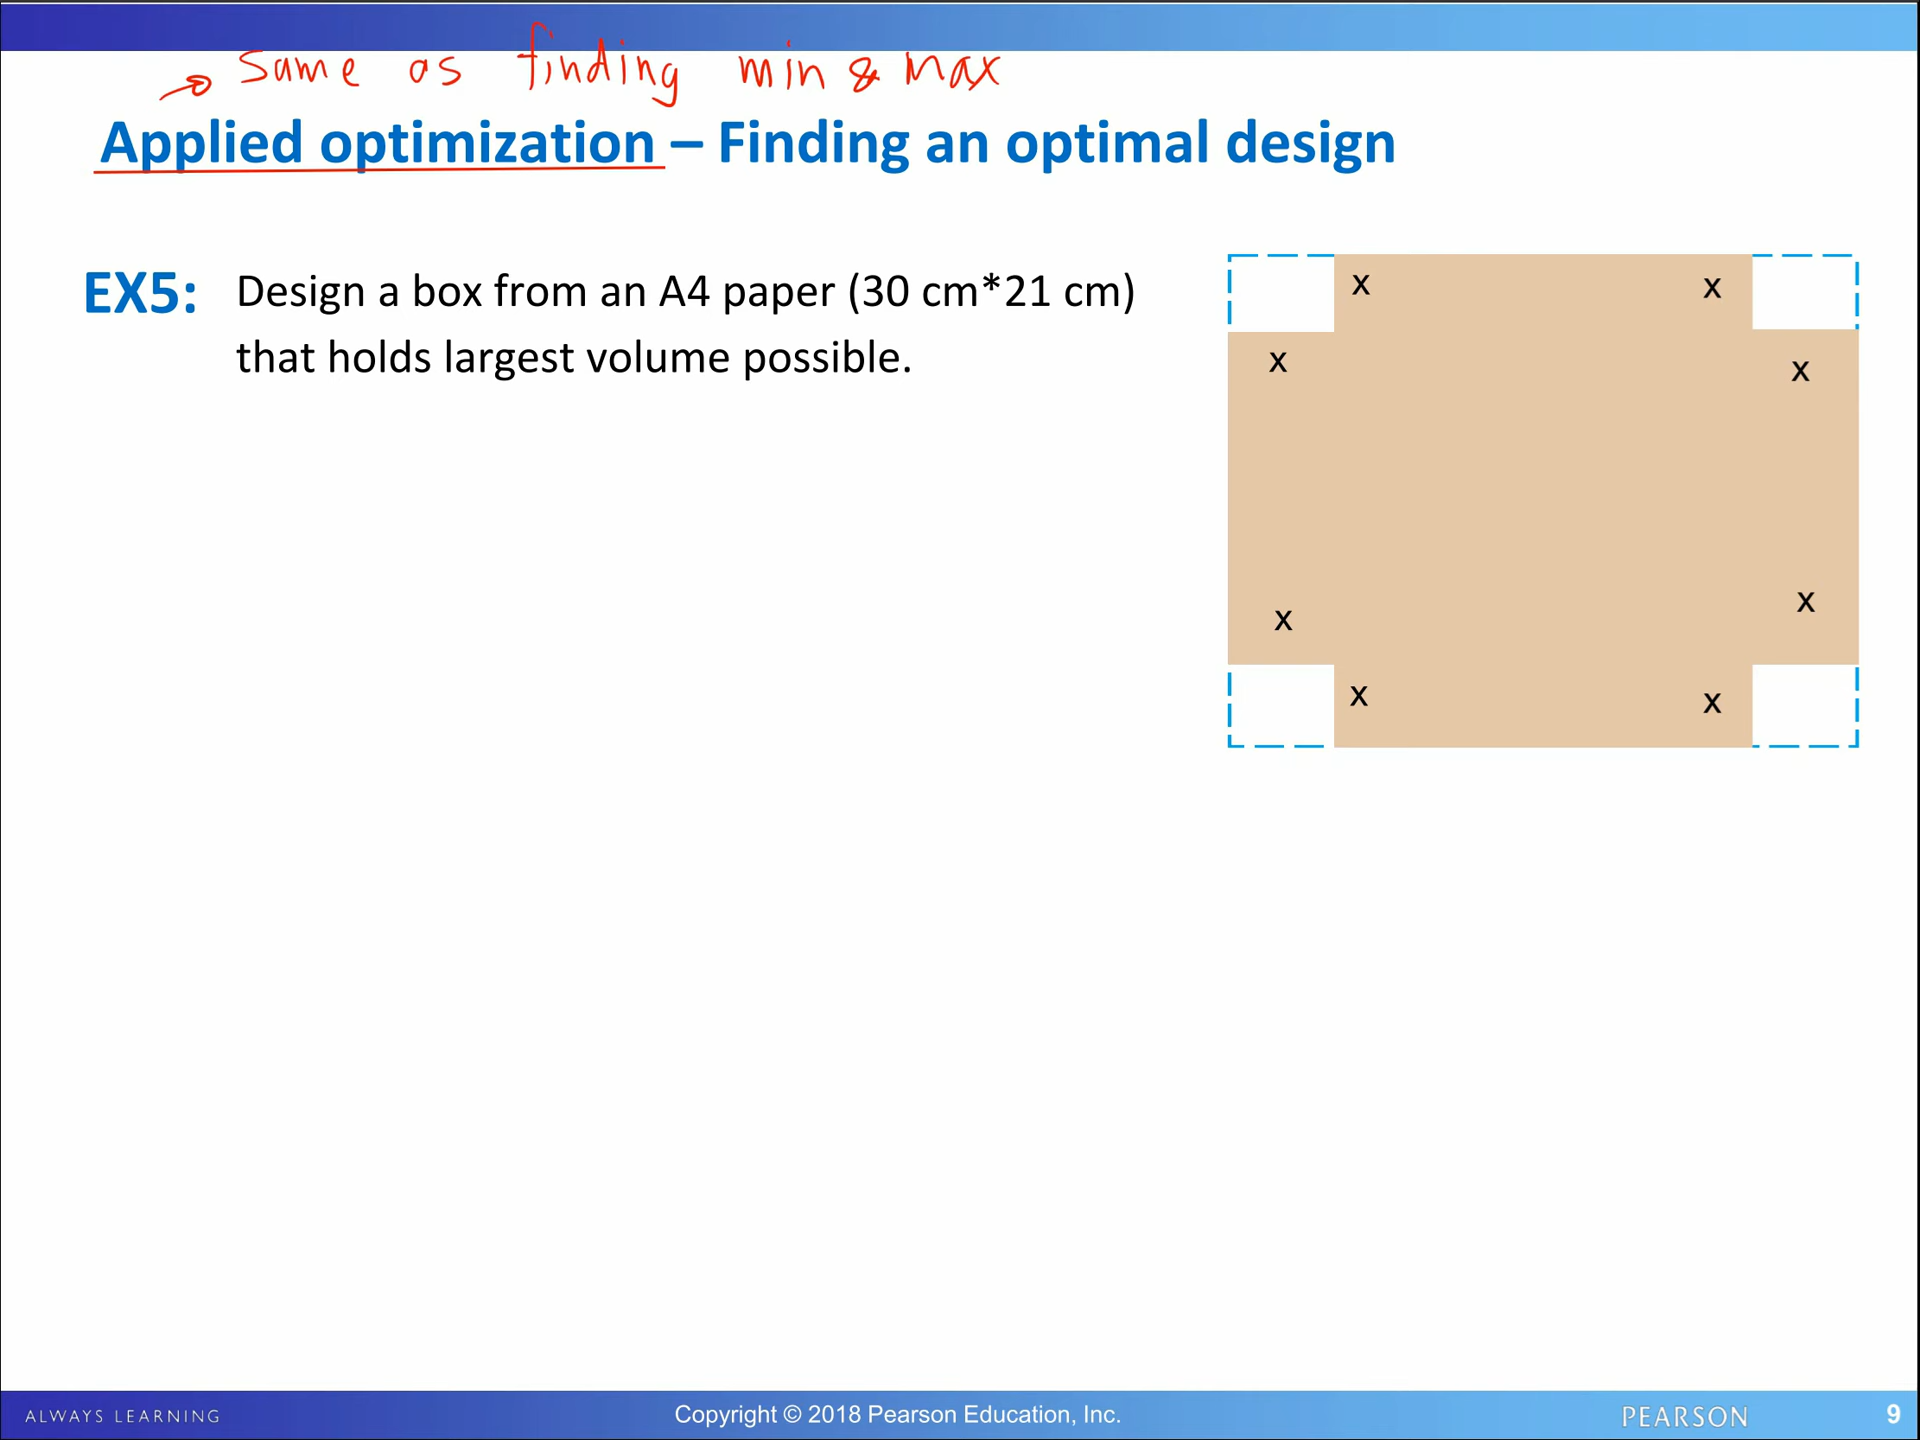 Same as finding min & max
Applied optimization – Finding an optimal design
EX5: Design a box from an A4 paper (30 cm*21 cm)
that holds largest volume possible.
x x
x x
x x
x x
ALWAYS LEARNING Copyright © 2018 Pearson Education, Inc. PEARSON 9